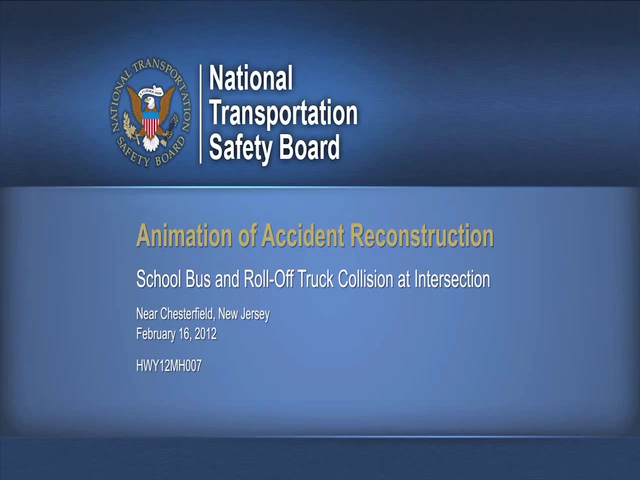 NATIONAL TRANSPORTATION SAFETY BOARD
National
Transportation
Safety Board
Animation of Accident Reconstruction
School Bus and Roll-Off Truck Collision at Intersection
Near Chesterfield, New Jersey
February 16, 2012
HWY12MH007